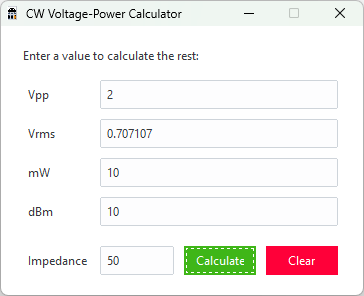 CW Voltage-Power Calculator
Enter a value to calculate the rest:
Vpp 2
Vrms 0.707107
mW 10
dBm 10
Impedance 50 Calculate Clear